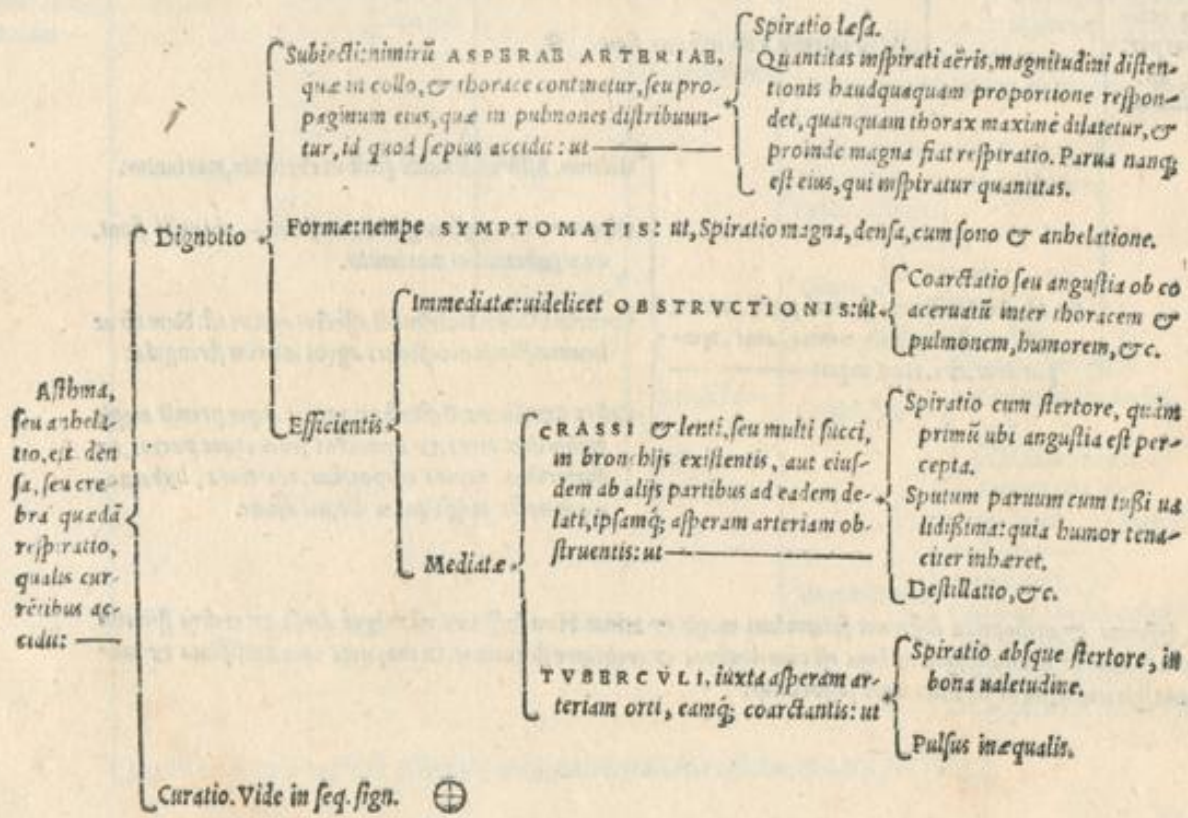 Asthma,
seu anhela-
tio, est den
sa, seu cre-
bra quædā
respiratio,
qualis cur-
rētibus ac-
cidit:
Dignotio
Subiecti: nimirū ASPERAE ARTERIAE,
quæ in collo, & thorace continetur, seu pro-
paginum eius, quæ in pulmones distribuun-
tur, id quod sæpius accidit: ut
Spiratio læsa.
Quantitas inspirati aëris, magnitudini disten-
tionis haudquaquam proportione respon-
det, quanquam thorax maximè dilatetur, &
proinde magna fiat respiratio. Parua nanq;
est eius, qui inspiratur quantitas.
Formæ: nempe SYMPTOMATIS: ut, Spiratio magna, densa, cum sono & anhelatione.
Efficientis
Immediatæ: uidelicet OBSTRVCTIONIS: ut
Coarctatio seu angustia ob co
aceruatū inter thoracem &
pulmonem, humorem, &c.
Mediatæ
CRASSI & lenti, seu multi succi,
in bronchijs existentis, aut eius-
dem ab alijs partibus ad eadem de-
lati, ipsamq; asperam arteriam ob-
struentis: ut
Spiratio cum stertore, quàm
primū ubi angustia est per-
cepta.
Sputum paruum cum tußi ua
lidißima: quia humor tena-
citer inhæret.
Destillatio, &c.
TVBERCVLI, iuxta asperam ar-
teriam orti, eamq; coarctantis: ut
Spiratio absque stertore, in
bona ualetudine.
Pulsus inæqualis.
Curatio. Vide in seq. sign.